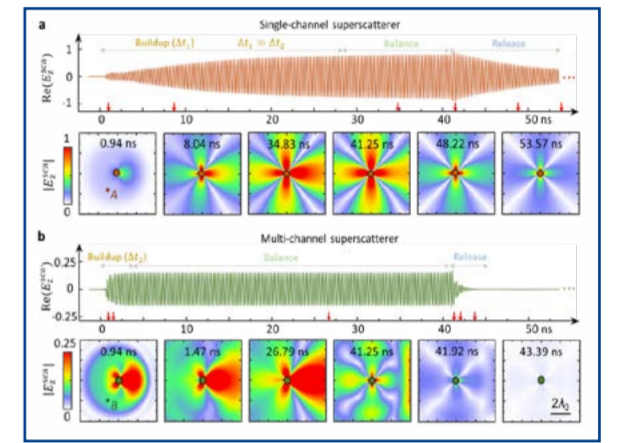 a
Single-channel superscatterer
Buildup (Δt₁) Δt₁ ≫ Δt₂ Balance Release
Re(E_z^sca)
1
0
-1
0 10 20 30 40 50 ns
|E_z^sca|
1
0
0.94 ns 8.04 ns 34.83 ns 41.25 ns 48.22 ns 53.57 ns
A
b
Multi-channel superscatterer
Buildup (Δt₂) Balance Release
Re(E_z^sca)
0.25
0
-0.25
0 10 20 30 40 50 ns
|E_z^sca|
0.25
0
0.94 ns 1.47 ns 26.79 ns 41.25 ns 41.92 ns 43.39 ns
B
2λ₀